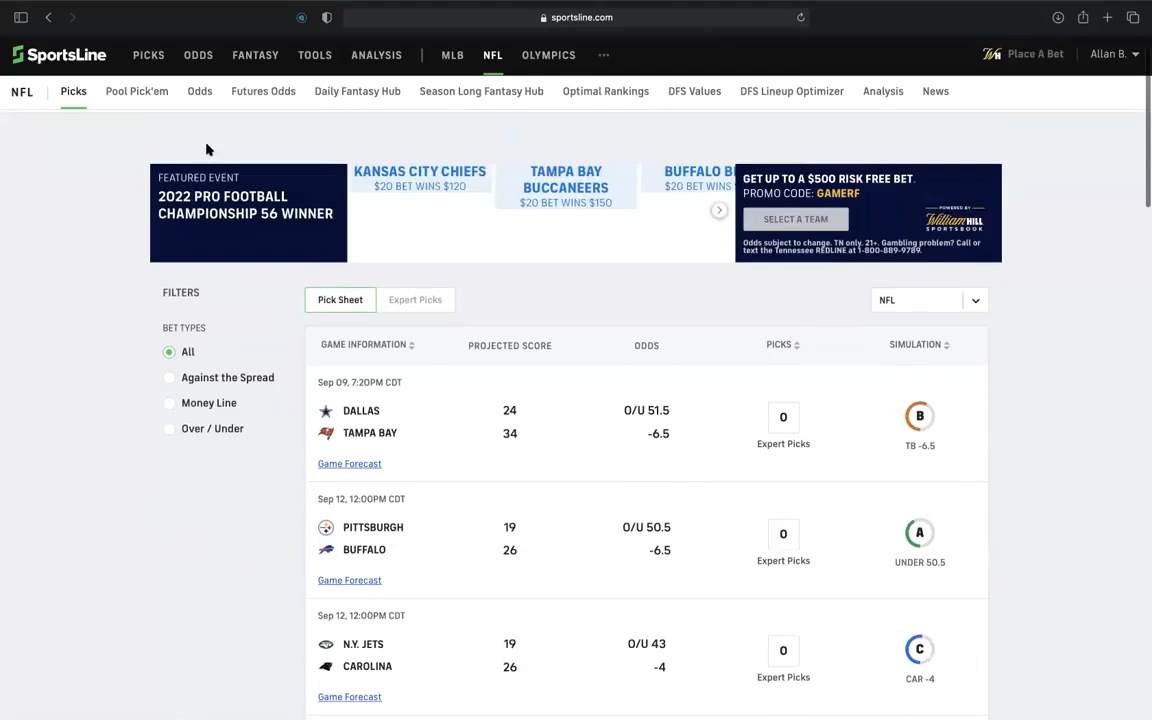 sportsline.com
SportsLine PICKS ODDS FANTASY TOOLS ANALYSIS | MLB NFL OLYMPICS ••• WH Place A Bet Allan B.
NFL Picks Pool Pick'em Odds Futures Odds Daily Fantasy Hub Season Long Fantasy Hub Optimal Rankings DFS Values DFS Lineup Optimizer Analysis News
FEATURED EVENT
2022 PRO FOOTBALL
CHAMPIONSHIP 56 WINNER
KANSAS CITY CHIEFS
$20 BET WINS $120
TAMPA BAY
BUCCANEERS
$20 BET WINS $150
BUFFALO B
$20 BET WINS
GET UP TO A $500 RISK FREE BET.
PROMO CODE: GAMERF
SELECT A TEAM
POWERED BY
William HILL
SPORTSBOOK
Odds subject to change. TN only. 21+. Gambling problem? Call or
text the Tennessee REDLINE at 1-800-889-9789.
FILTERS
BET TYPES
All
Against the Spread
Money Line
Over / Under
Pick Sheet Expert Picks
NFL
GAME INFORMATION PROJECTED SCORE ODDS PICKS SIMULATION
Sep 09, 7:20PM CDT
DALLAS 24 O/U 51.5
TAMPA BAY 34 -6.5
0
Expert Picks
B
TB -6.5
Game Forecast
Sep 12, 12:00PM CDT
PITTSBURGH 19 O/U 50.5
BUFFALO 26 -6.5
0
Expert Picks
A
UNDER 50.5
Game Forecast
Sep 12, 12:00PM CDT
N.Y. JETS 19 O/U 43
CAROLINA 26 -4
0
Expert Picks
C
CAR -4
Game Forecast